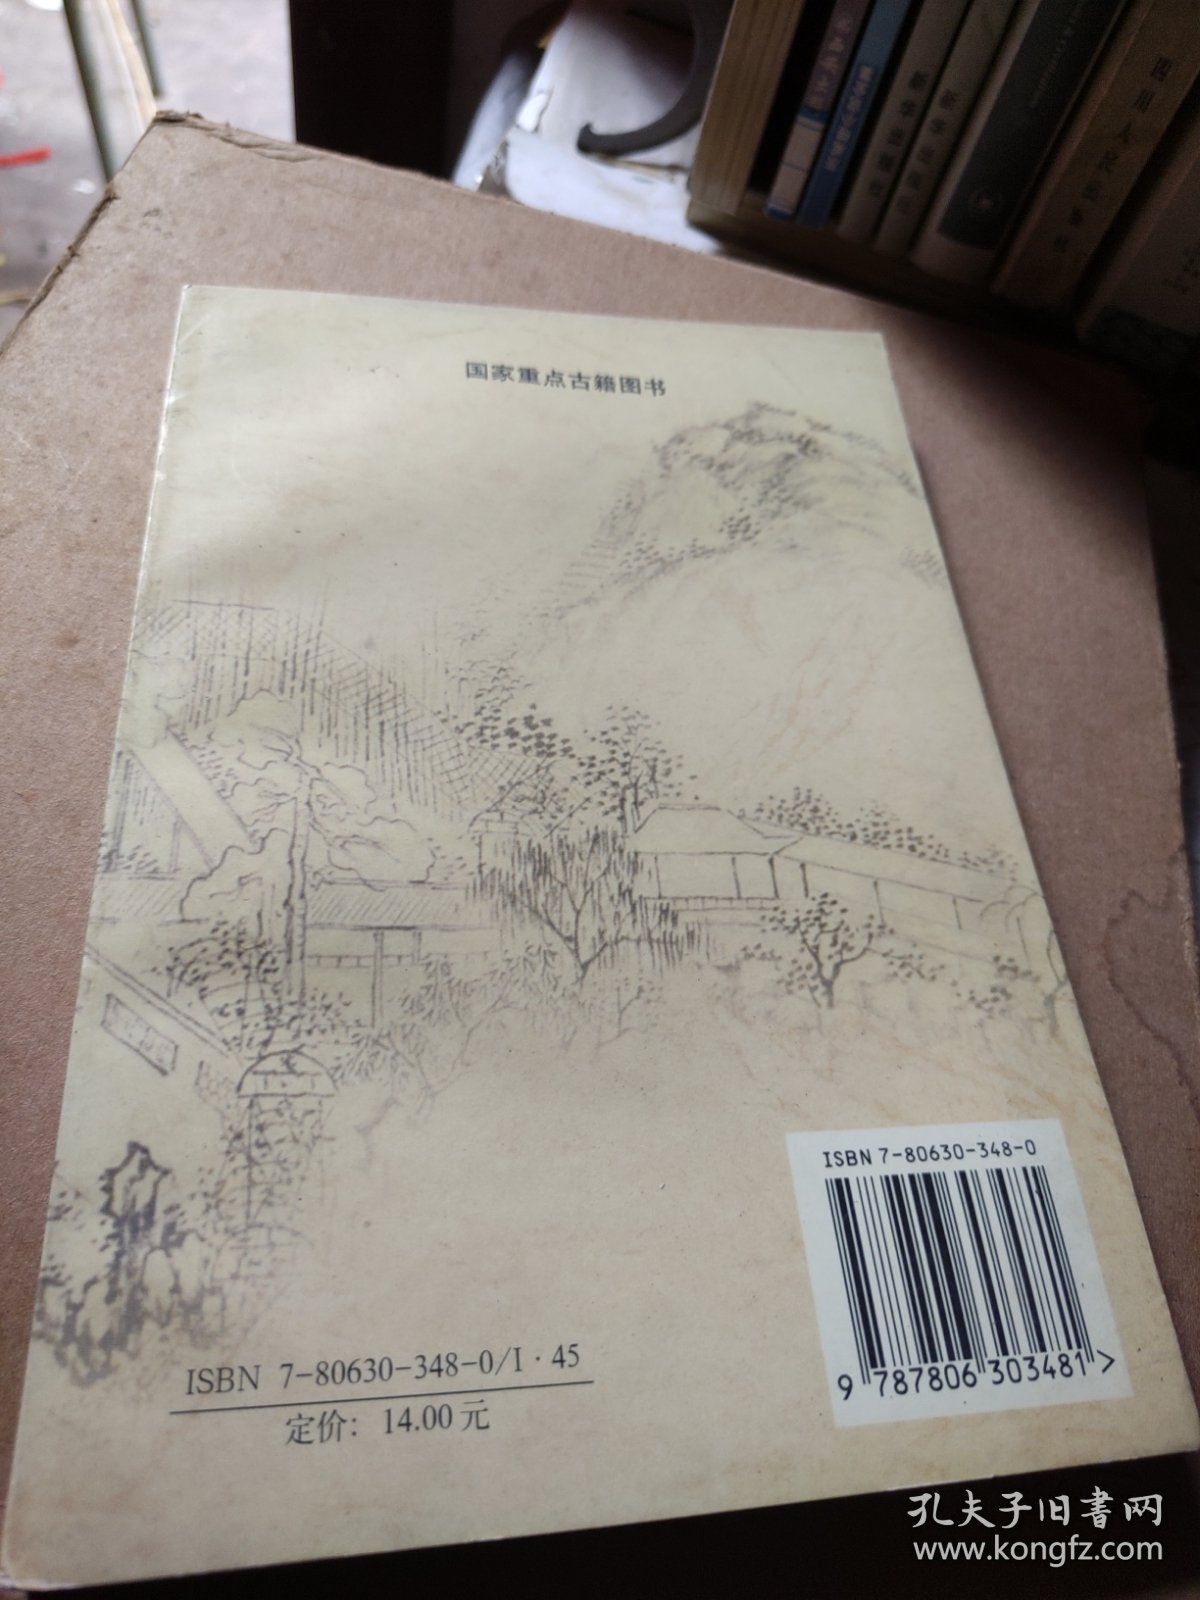 国家重点古籍图书
ISBN 7-80630-348-0
9 787806 303481 >
ISBN 7-80630-348-0/I·45
定价：14.00元
孔夫子旧書网
www.kongfz.com